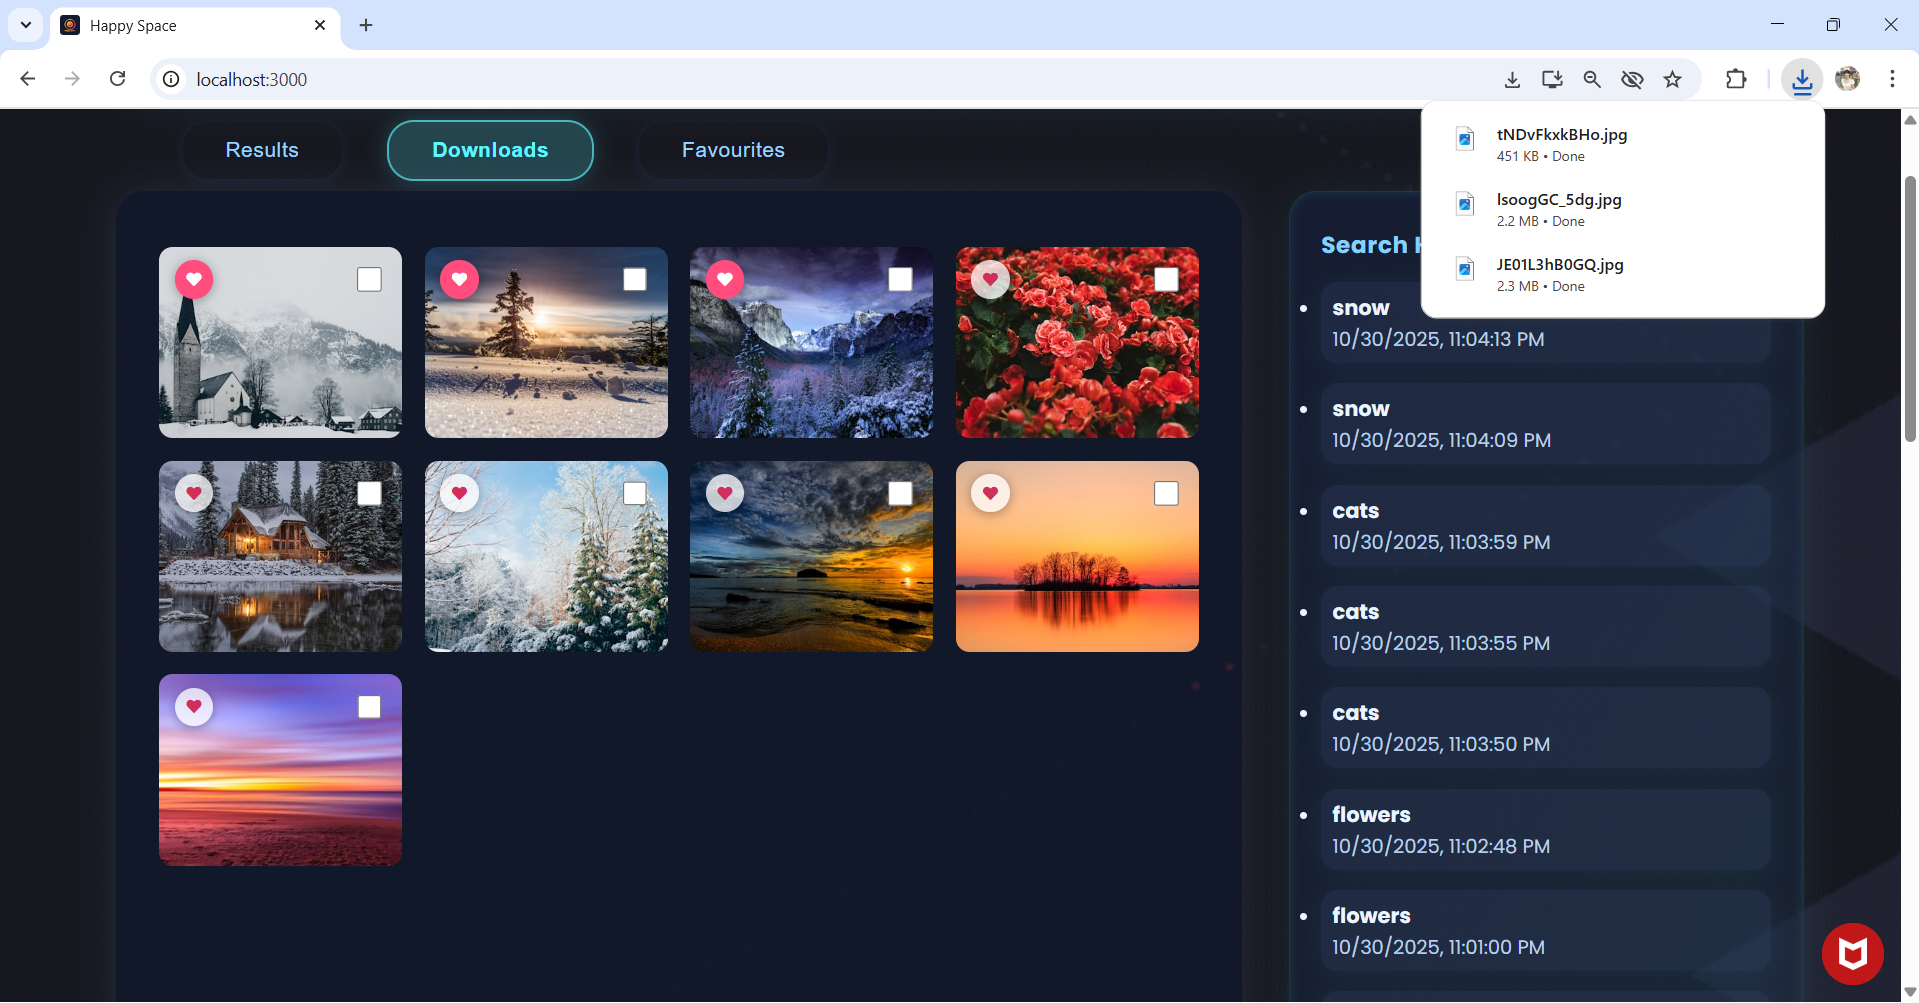 Happy Space
localhost:3000
tNDvFkxkBHo.jpg
451 KB • Done
lsoogGC_5dg.jpg
2.2 MB • Done
JE01L3hB0GQ.jpg
2.3 MB • Done
Results
Downloads
Favourites
Search
snow
10/30/2025, 11:04:13 PM
snow
10/30/2025, 11:04:09 PM
cats
10/30/2025, 11:03:59 PM
cats
10/30/2025, 11:03:55 PM
cats
10/30/2025, 11:03:50 PM
flowers
10/30/2025, 11:02:48 PM
flowers
10/30/2025, 11:01:00 PM